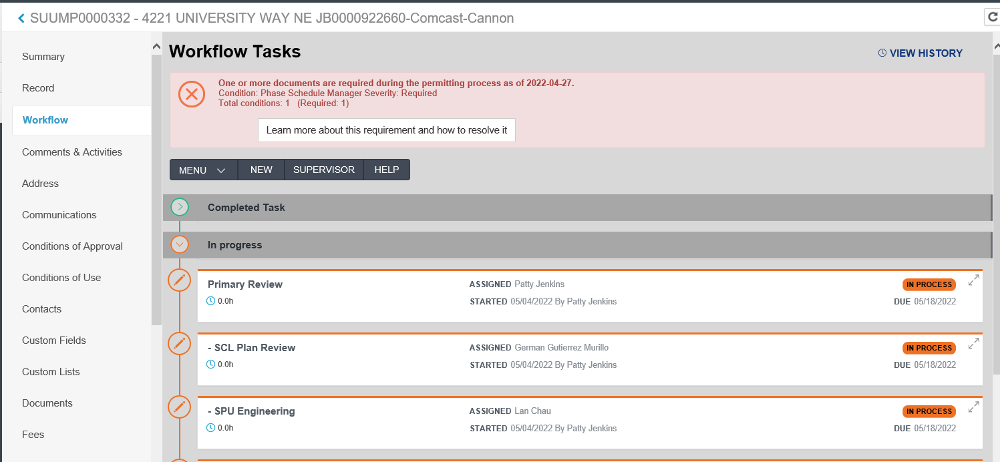 SUUMP0000332 - 4221 UNIVERSITY WAY NE JB0000922660-Comcast-Cannon
Summary
Record
Workflow
Comments & Activities
Address
Communications
Conditions of Approval
Conditions of Use
Contacts
Custom Fields
Custom Lists
Documents
Fees
Workflow Tasks
VIEW HISTORY
One or more documents are required during the permitting process as of 2022-04-27.
Condition: Phase Schedule Manager Severity: Required
Total conditions: 1 (Required: 1)
Learn more about this requirement and how to resolve it
MENU NEW SUPERVISOR HELP
Completed Task
In progress
Primary Review ASSIGNED Patty Jenkins IN PROCESS
0.0h STARTED 05/04/2022 By Patty Jenkins DUE 05/18/2022
- SCL Plan Review ASSIGNED German Gutierrez Murillo IN PROCESS
0.0h STARTED 05/04/2022 By Patty Jenkins DUE 05/18/2022
- SPU Engineering ASSIGNED Lan Chau IN PROCESS
0.0h STARTED 05/04/2022 By Patty Jenkins DUE 05/18/2022